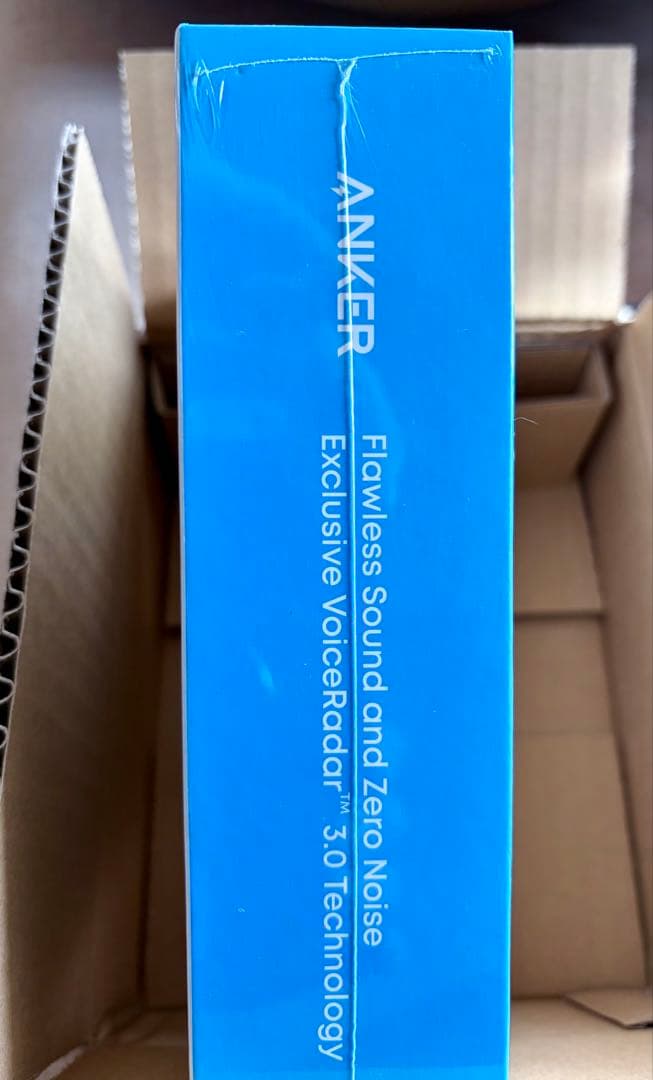 ANKER
Flawless Sound and Zero Noise
Exclusive VoiceRadar™ 3.0 Technology